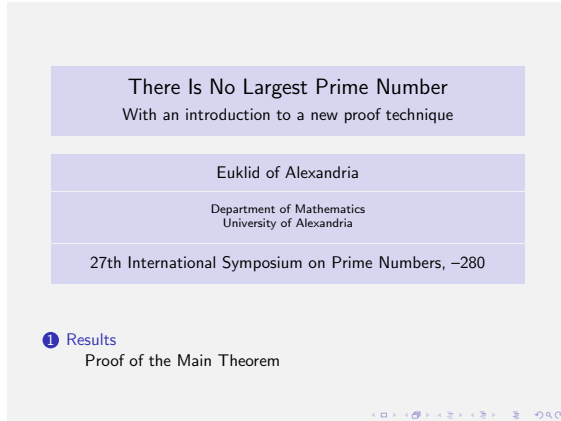 There Is No Largest Prime Number
With an introduction to a new proof technique
Euklid of Alexandria
Department of Mathematics
University of Alexandria
27th International Symposium on Prime Numbers, –280
1 Results
Proof of the Main Theorem